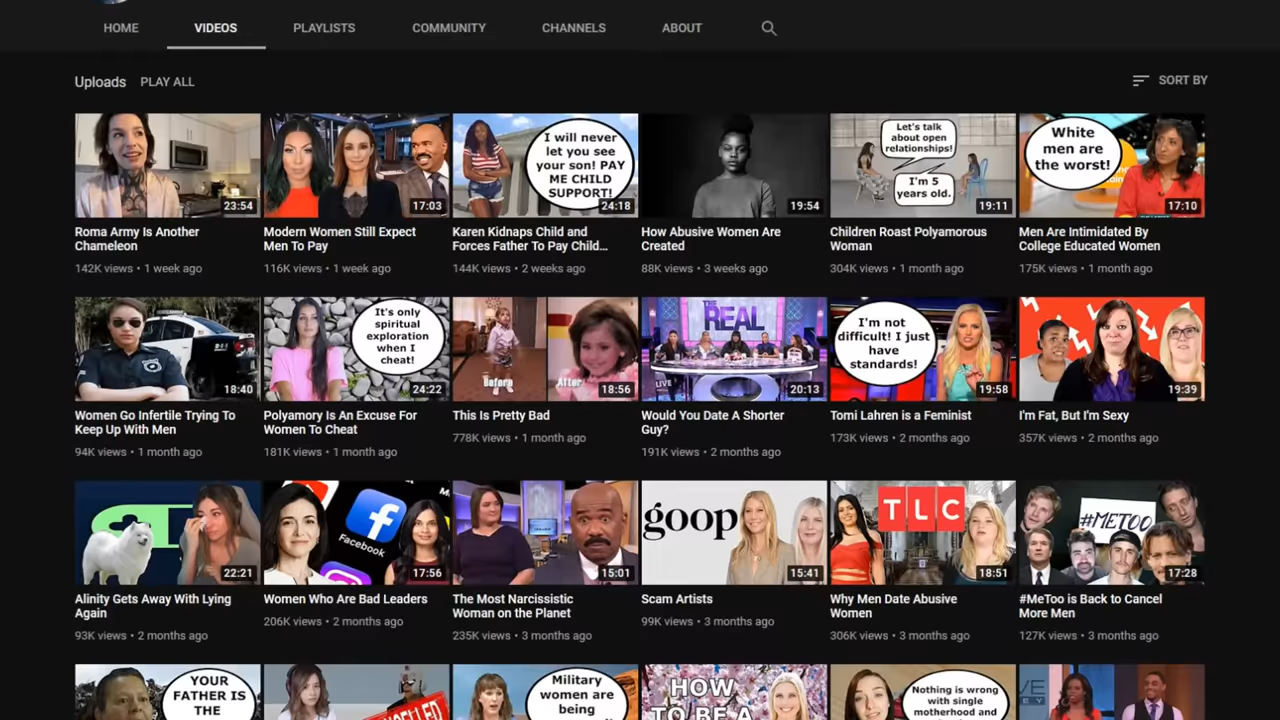 HOME VIDEOS PLAYLISTS COMMUNITY CHANNELS ABOUT
Uploads PLAY ALL SORT BY
23:54
17:03
I will never
let you see
your son! PAY
ME CHILD
SUPPORT!
24:18
19:54
Let's talk
about open
relationships!
I'm 5
years old.
19:11
White
men are
the worst!
17:10
Roma Army Is Another
Chameleon
142K views • 1 week ago
Modern Women Still Expect
Men To Pay
116K views • 1 week ago
Karen Kidnaps Child and
Forces Father To Pay Child...
144K views • 2 weeks ago
How Abusive Women Are
Created
88K views • 3 weeks ago
Children Roast Polyamorous
Woman
304K views • 1 month ago
Men Are Intimidated By
College Educated Women
175K views • 1 month ago
18:40
It's only
spiritual
exploration
when I
cheat!
24:22
Before
After
18:56
THE
REAL
LIVE
20:13
I'm not
difficult! I just
have
standards!
19:58
19:39
Women Go Infertile Trying To
Keep Up With Men
94K views • 1 month ago
Polyamory Is An Excuse For
Women To Cheat
181K views • 1 month ago
This Is Pretty Bad
778K views • 1 month ago
Would You Date A Shorter
Guy?
191K views • 2 months ago
Tomi Lahren is a Feminist
173K views • 2 months ago
I'm Fat, But I'm Sexy
357K views • 2 months ago
22:21
Facebook
17:56
15:01
goop
15:41
TLC
18:51
#METOO
17:28
Alinity Gets Away With Lying
Again
93K views • 2 months ago
Women Who Are Bad Leaders
206K views • 2 months ago
The Most Narcissistic
Woman on the Planet
235K views • 3 months ago
Scam Artists
99K views • 3 months ago
Why Men Date Abusive
Women
306K views • 3 months ago
#MeToo is Back to Cancel
More Men
127K views • 3 months ago
YOUR
FATHER IS
THE
CANCELLED
Military
women are
being
HOW
TO BE A
Nothing is wrong
with single
motherhood and